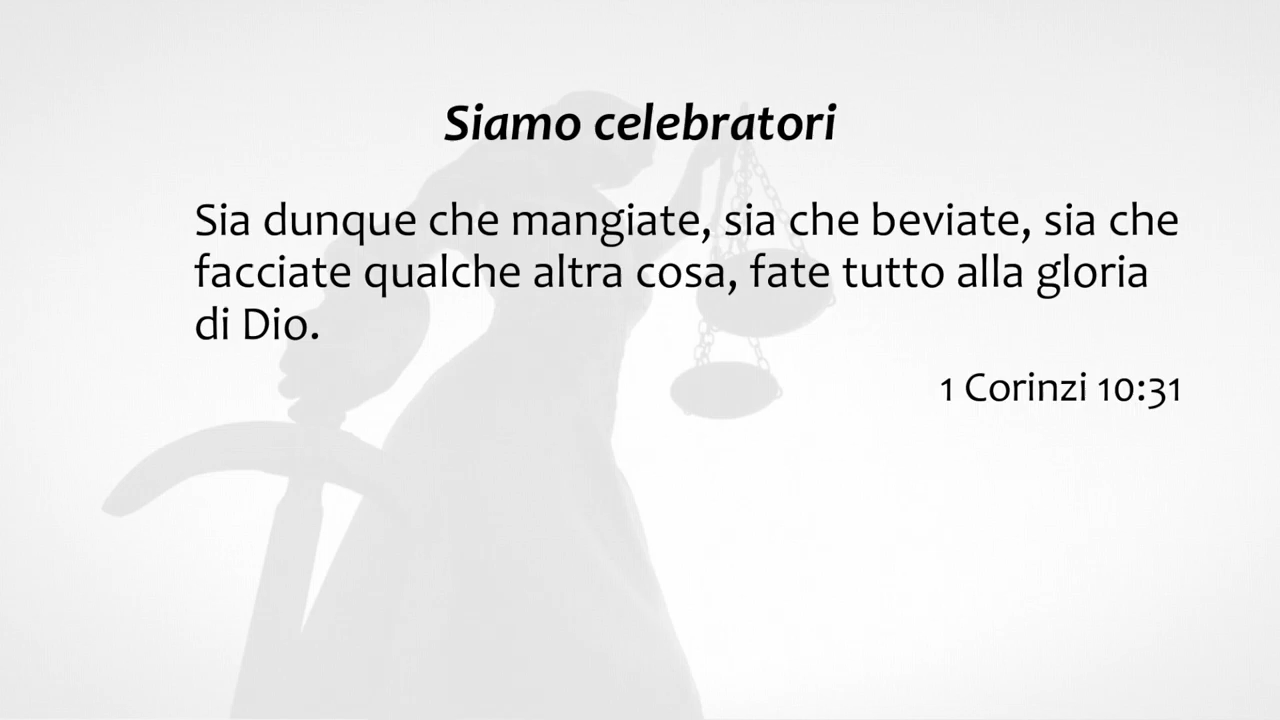 Siamo celebratori
Sia dunque che mangiate, sia che beviate, sia che
facciate qualche altra cosa, fate tutto alla gloria
di Dio.
1 Corinzi 10:31